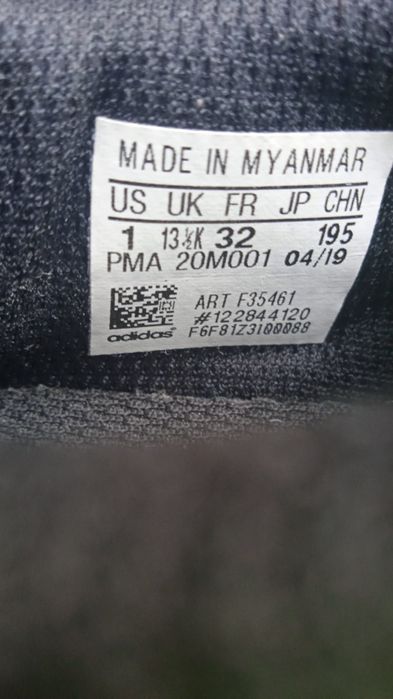 MADE IN MYANMAR
US UK FR JP CHN
1 13½K 32 195
PMA 20M001 04/19
ART F35461
#122844120
adidas F6F81Z3IQ0088